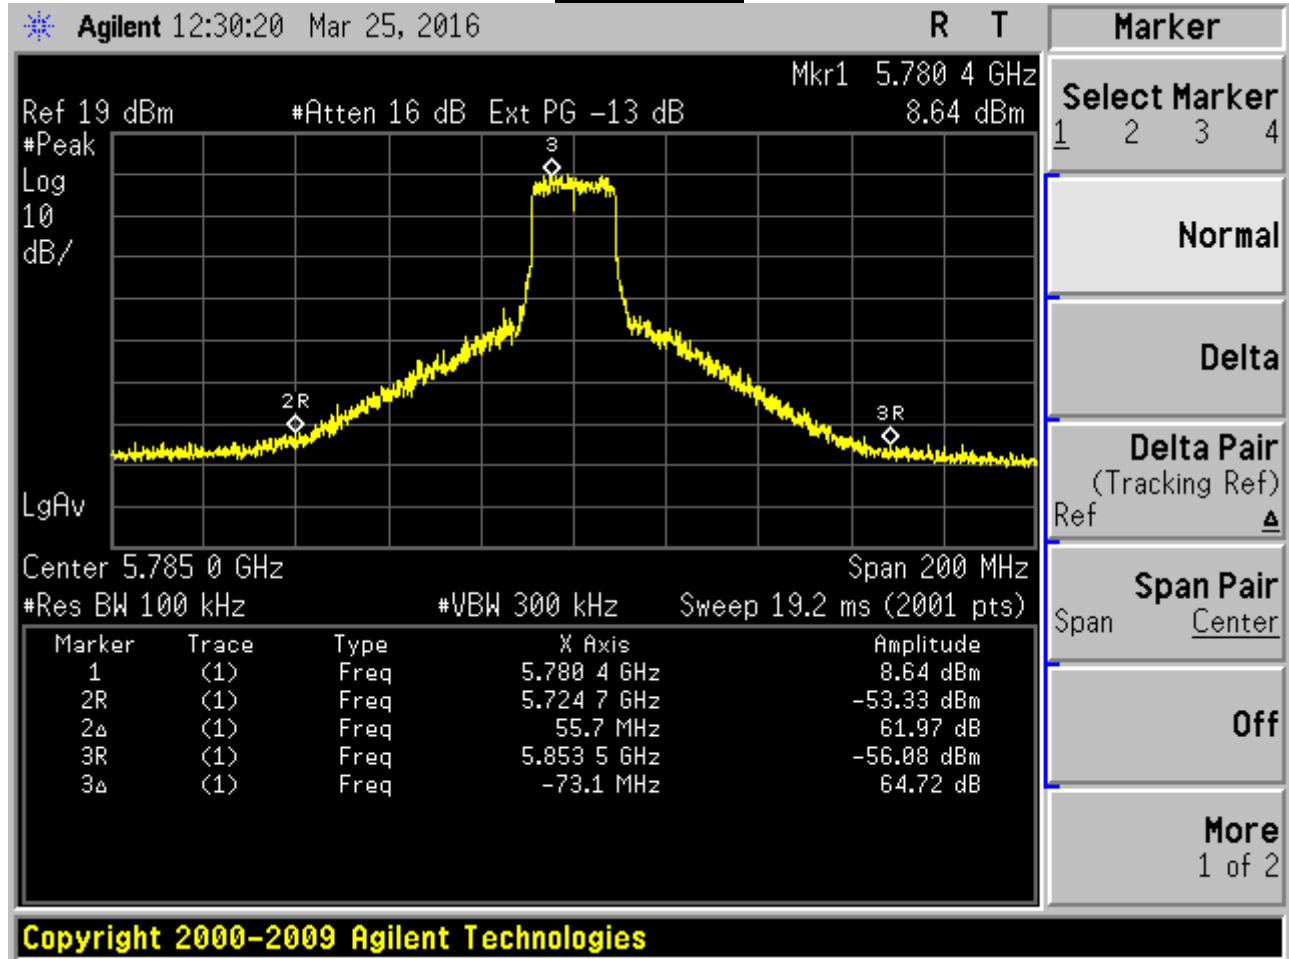 Agilent 12:30:20 Mar 25, 2016 R T
Mkr1 5.780 4 GHz
Ref 19 dBm #Atten 16 dB Ext PG -13 dB 8.64 dBm
#Peak
Log
10
dB/
3
2R
3R
LgAv
Center 5.785 0 GHz Span 200 MHz
#Res BW 100 kHz #VBW 300 kHz Sweep 19.2 ms (2001 pts)
Marker Trace Type X Axis Amplitude
1 (1) Freq 5.780 4 GHz 8.64 dBm
2R (1) Freq 5.724 7 GHz -53.33 dBm
2Δ (1) Freq 55.7 MHz 61.97 dB
3R (1) Freq 5.853 5 GHz -56.08 dBm
3Δ (1) Freq -73.1 MHz 64.72 dB
Copyright 2000-2009 Agilent Technologies
Marker
Select Marker
1 2 3 4
Normal
Delta
Delta Pair
(Tracking Ref)
Ref Δ
Span Pair
Span Center
Off
More
1 of 2